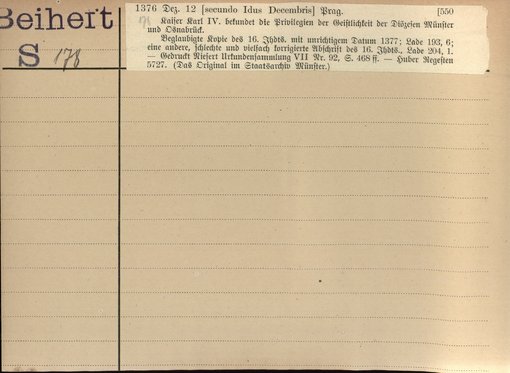 Beihert
S 178
1376 Dez. 12 [secundo Idus Decembris] Prag. [550
Kaiser Karl IV. bekundet die Privilegien der Geistlichkeit der Diözesen Münster
und Osnabrück.
Beglaubigte Kopie des 16. Jhdts. mit unrichtigem Datum 1377; Lade 193, 6;
eine andere, schlechte und vielfach korrigierte Abschrift des 16. Jhdts., Lade 204, 1.
— Gedruckt Niesert Urkundensammlung VII Nr. 92, S. 468 ff. — Huber Regesten
5727. (Das Original im Staatsarchiv Münster.)